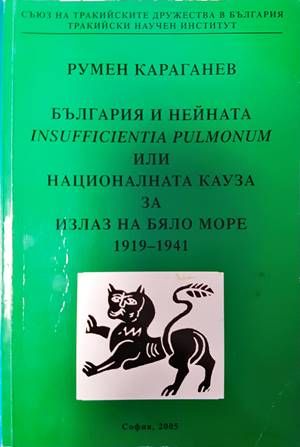 СЪЮЗ НА ТРАКИЙСКИТЕ ДРУЖЕСТВА В БЪЛГАРИЯ
ТРАКИЙСКИ НАУЧЕН ИНСТИТУТ
РУМЕН КАРАГАНЕВ
БЪЛГАРИЯ И НЕЙНАТА
INSUFFICIENTIA PULMONUM
ИЛИ
НАЦИОНАЛНАТА КАУЗА
ЗА
ИЗЛАЗ НА БЯЛО МОРЕ
1919–1941
София, 2005